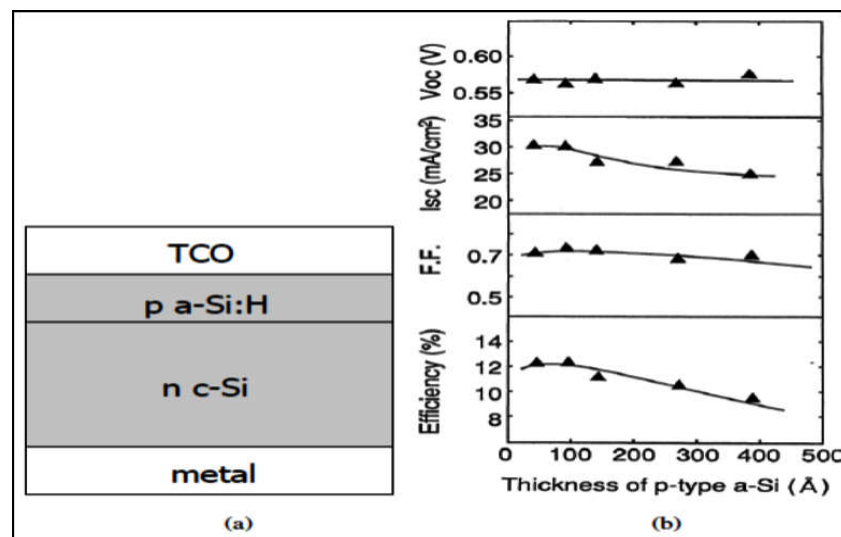 TCO
p a-Si:H
n c-Si
metal
(a)
Voc (V)
0.60
0.55
Isc (mA/cm²)
35
30
25
20
F.F.
0.7
0.5
Efficiency (%)
14
12
10
8
0 100 200 300 400 500
Thickness of p-type a-Si (Å)
(b)